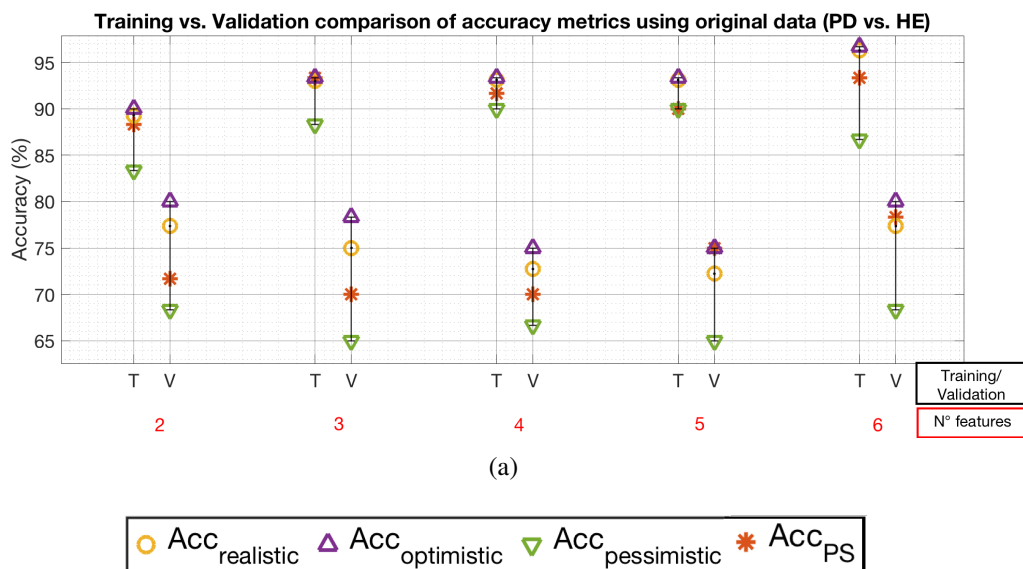 Training vs. Validation comparison of accuracy metrics using original data (PD vs. HE)
Accuracy (%)
95
90
85
80
75
70
65
T V T V T V T V T V
Training/
Validation
2 3 4 5 6
N° features
(a)
Acc realistic Acc optimistic Acc pessimistic Acc PS